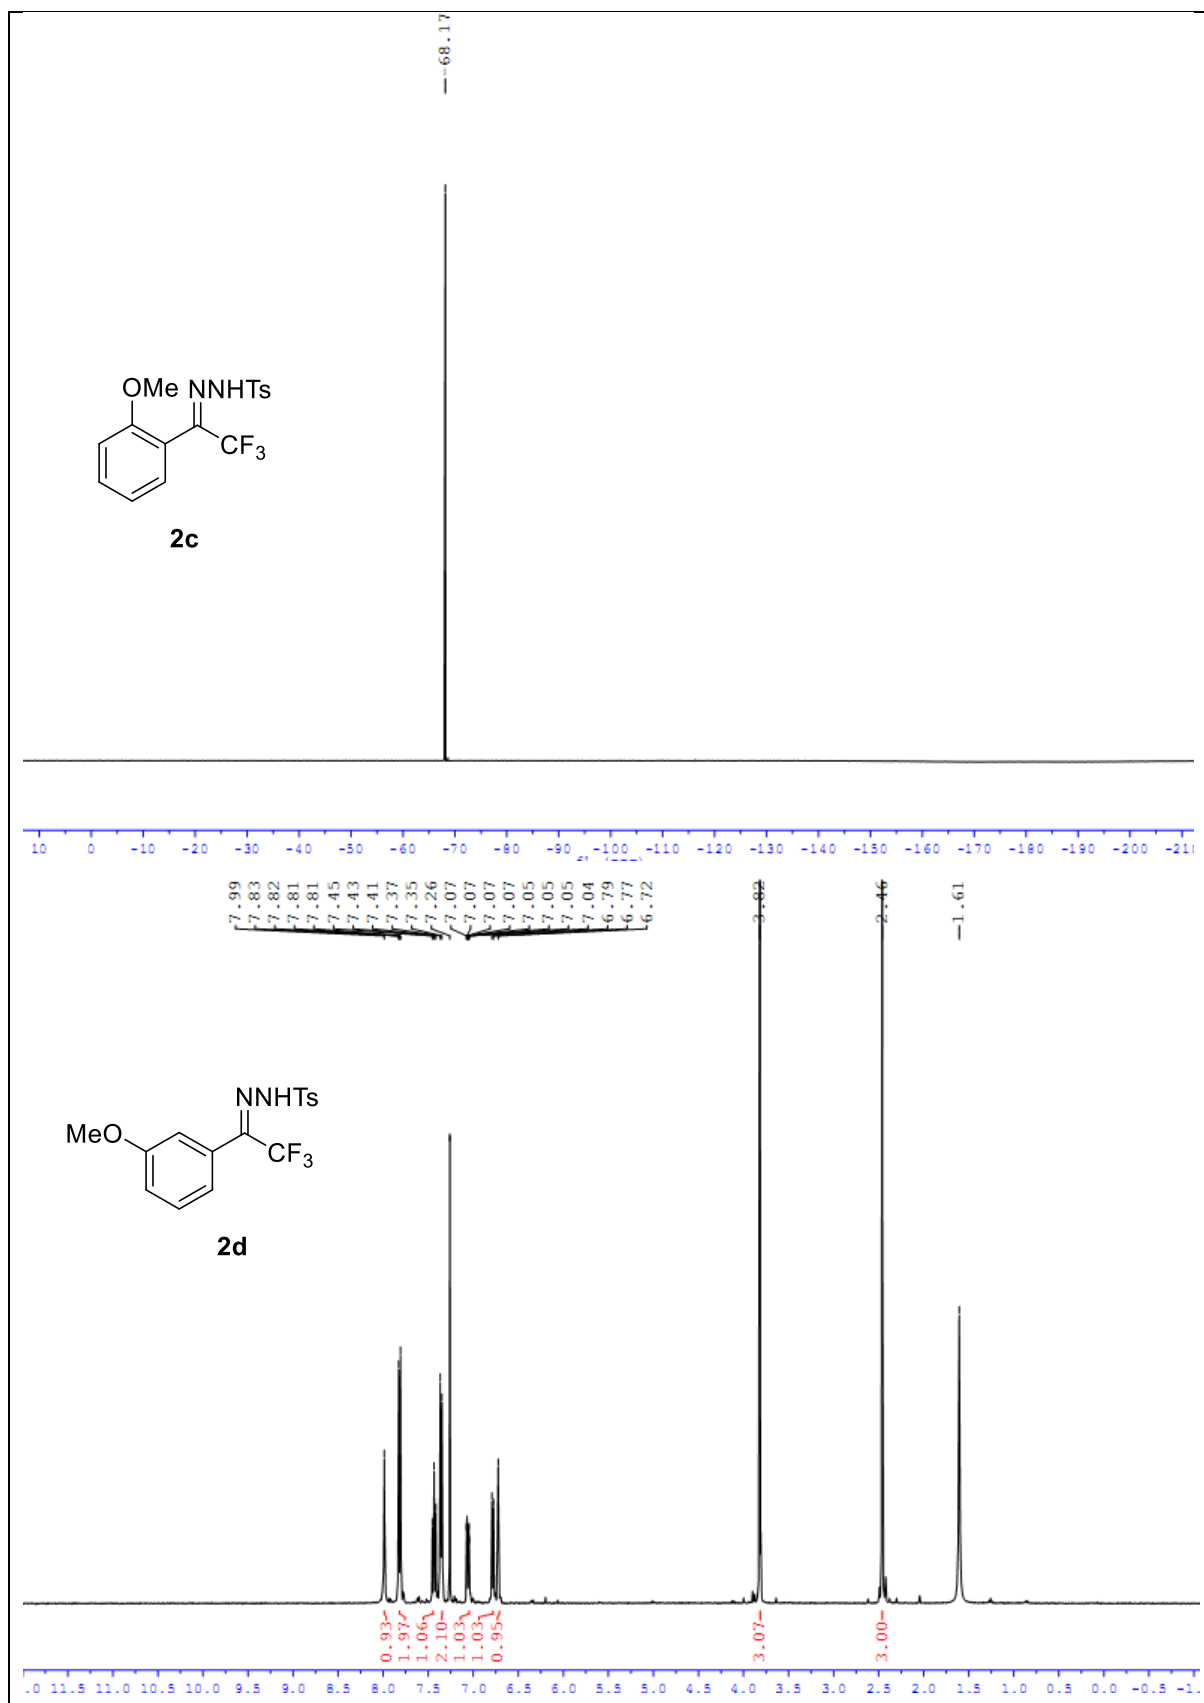 --68.17
OMe NNHTs
CF3
2c
10 0 -10 -20 -30 -40 -50 -60 -70 -80 -90 -100 -110 -120 -130 -140 -150 -160 -170 -180 -190 -200 -210
7.99 7.83 7.82 7.81 7.81 7.45 7.43 7.41 7.37 7.35 7.26 7.07 7.07 7.07 7.07 7.05 7.05 7.05 7.04 6.79 6.77 6.72 3.82 2.46 1.61
NNHTs
MeO
CF3
2d
0.93 1.97 1.06 2.10 1.03 1.03 0.95 3.07 3.00
.0 11.5 11.0 10.5 10.0 9.5 9.0 8.5 8.0 7.5 7.0 6.5 6.0 5.5 5.0 4.5 4.0 3.5 3.0 2.5 2.0 1.5 1.0 0.5 0.0 -0.5 -1.